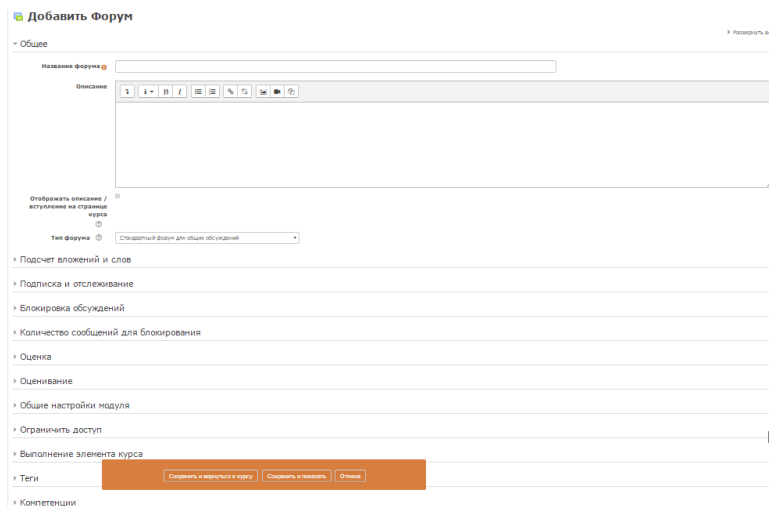 Добавить Форум
Развернуть вс
Общее
Название форума
Описание
Отображать описание /
вступление на странице
курса
Тип форума
Стандартный форум для общих обсуждений
Подсчет вложений и слов
Подписка и отслеживание
Блокировка обсуждений
Количество сообщений для блокирования
Оценка
Оценивание
Общие настройки модуля
Ограничить доступ
Выполнение элемента курса
Теги
Сохранить и вернуться к курсу Сохранить и показать Отмена
Компетенции